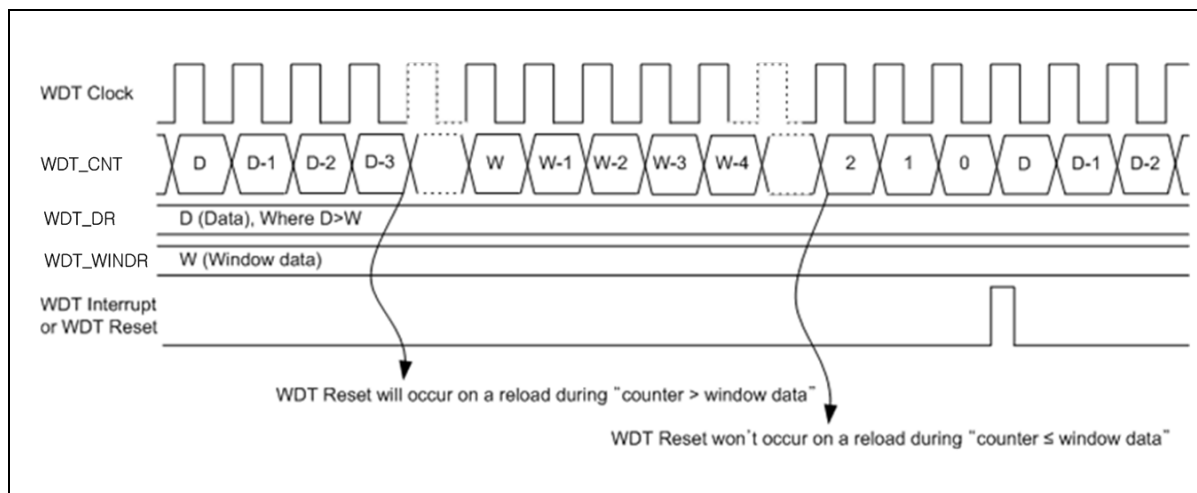 WDT Clock
WDT_CNT
D D-1 D-2 D-3 W W-1 W-2 W-3 W-4 2 1 0 D D-1 D-2
WDT_DR
D (Data), Where D>W
WDT_WINDR
W (Window data)
WDT Interrupt
or WDT Reset
WDT Reset will occur on a reload during “counter > window data”
WDT Reset won't occur on a reload during “counter ≤ window data”